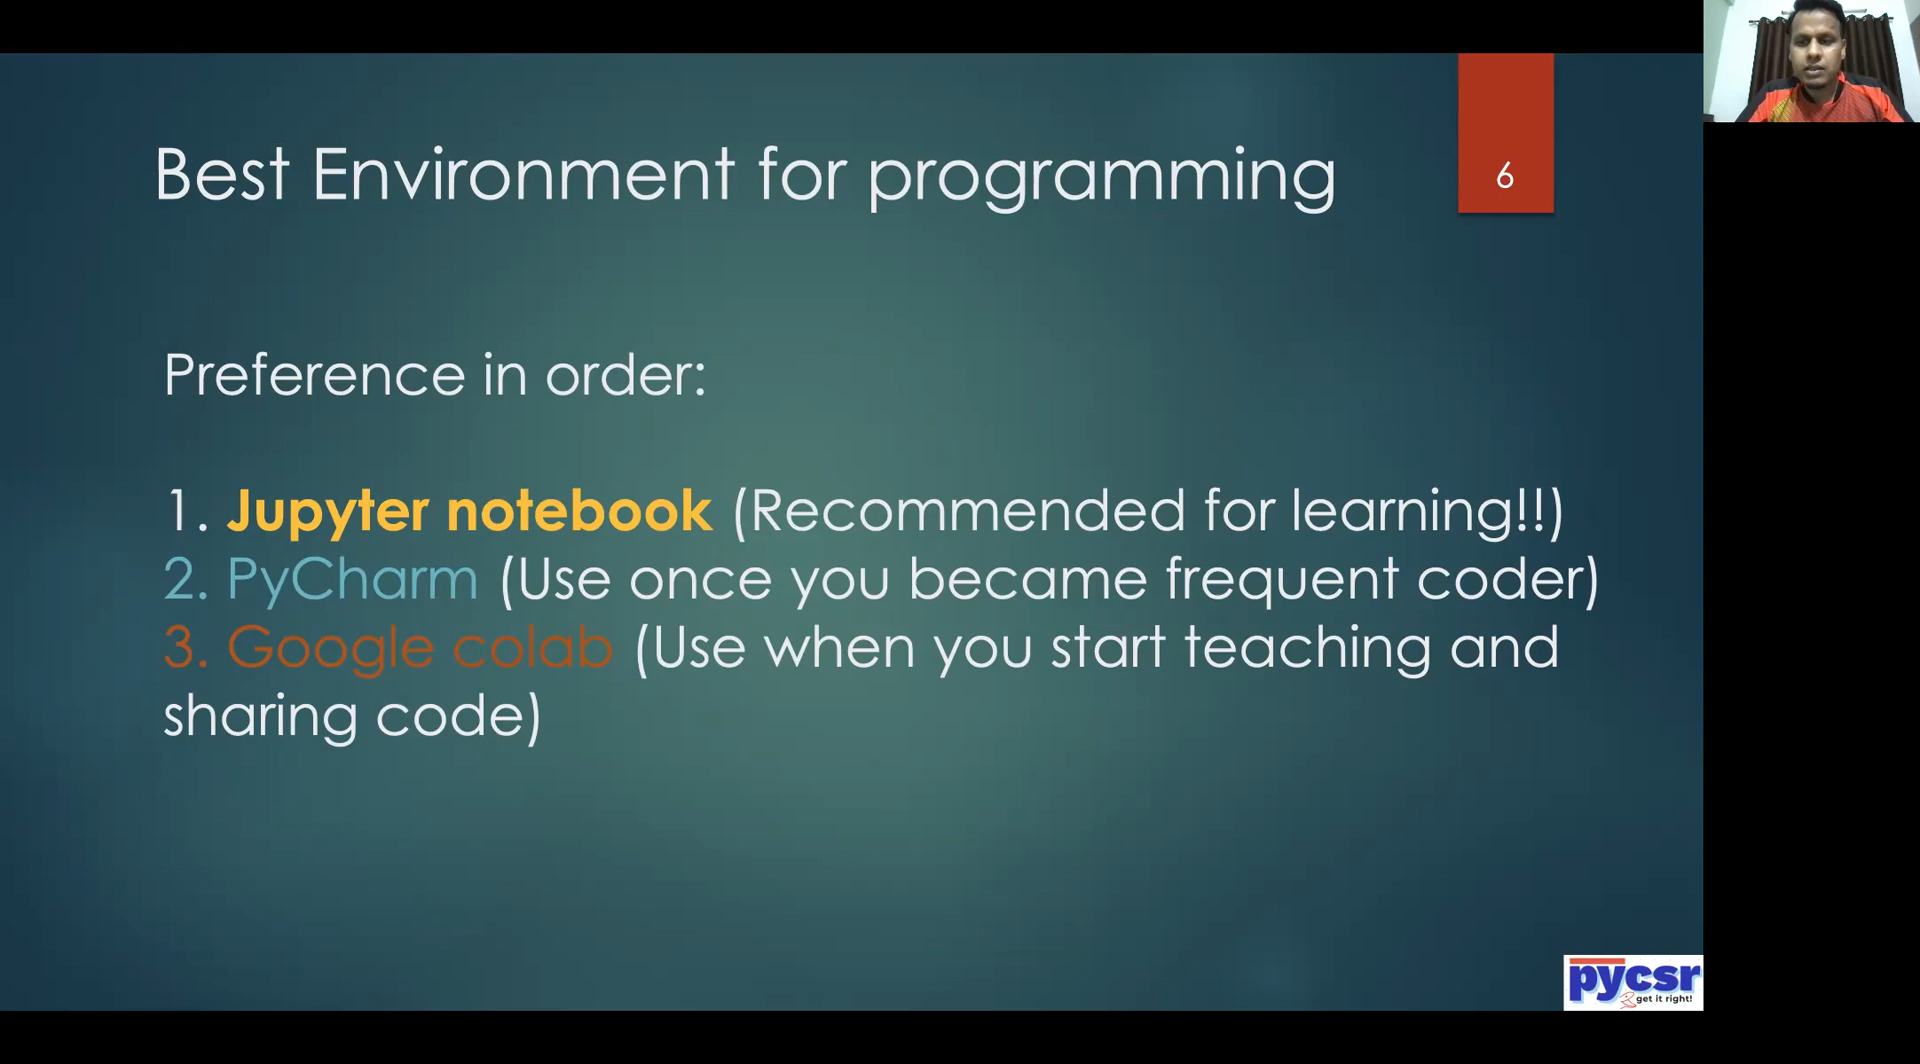 Best Environment for programming
6
Preference in order:
1. Jupyter notebook (Recommended for learning!!)
2. PyCharm (Use once you became frequent coder)
3. Google colab (Use when you start teaching and
sharing code)
pycsr
get it right!